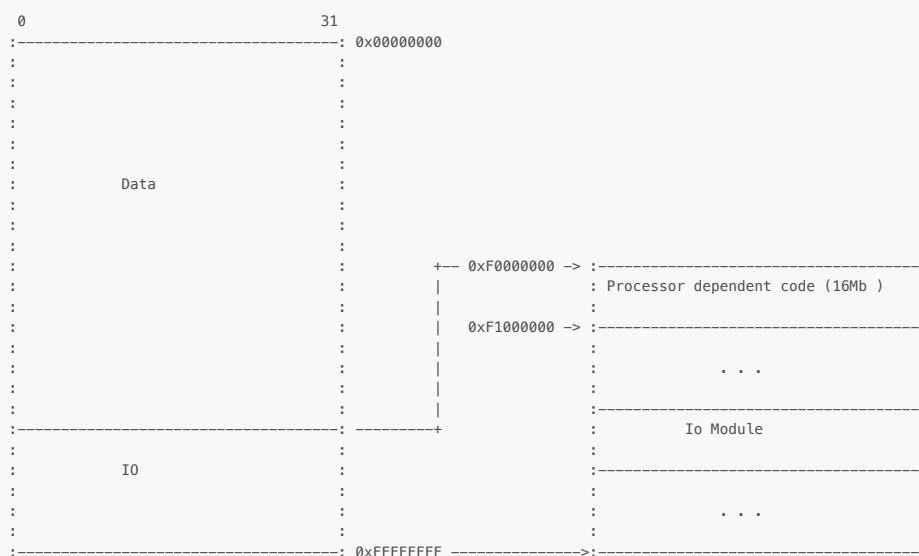 0 31
0x00000000
Data
0xF0000000 —>
Processor dependent code (16Mb )
0xF1000000 —>
. . .
Io Module
IO
. . .
0xFFFFFFFF ———————————————>